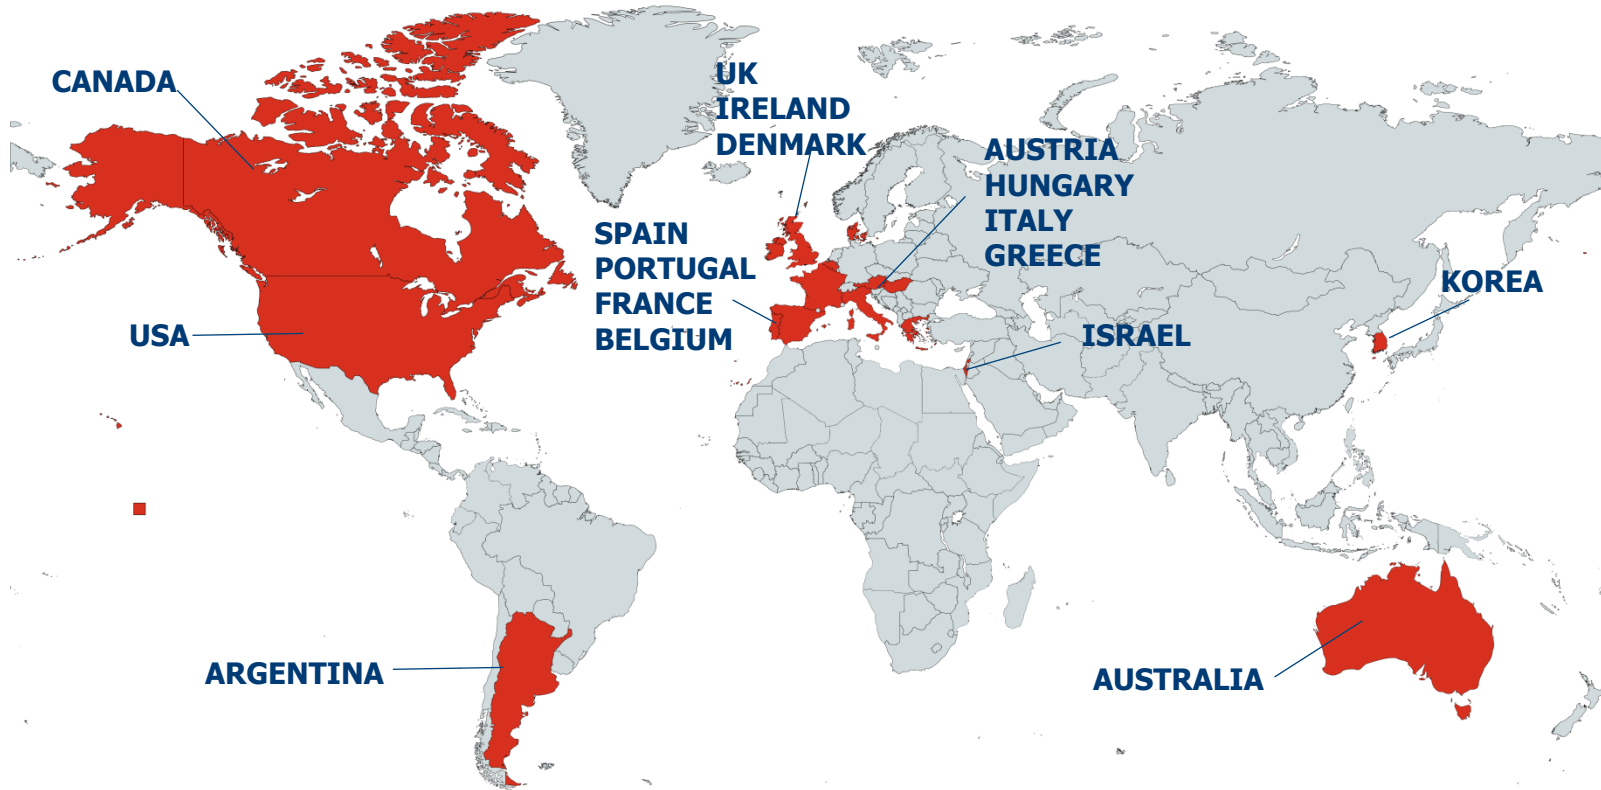 CANADA
UK
IRELAND
DENMARK
AUSTRIA
HUNGARY
ITALY
GREECE
SPAIN
PORTUGAL
FRANCE
BELGIUM
KOREA
USA
ISRAEL
ARGENTINA
AUSTRALIA